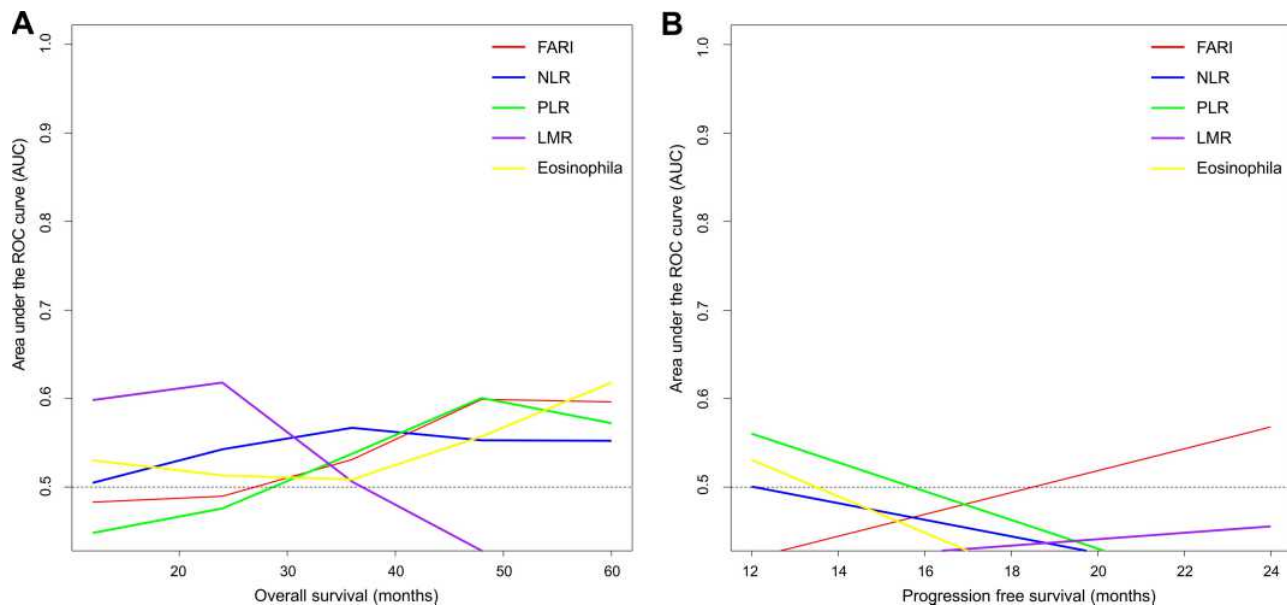 A
Area under the ROC curve (AUC)
1.0
0.9
0.8
0.7
0.6
0.5
FARI
NLR
PLR
LMR
Eosinophila
20 30 40 50 60
Overall survival (months)
B
Area under the ROC curve (AUC)
1.0
0.9
0.8
0.7
0.6
0.5
FARI
NLR
PLR
LMR
Eosinophila
12 14 16 18 20 22 24
Progression free survival (months)